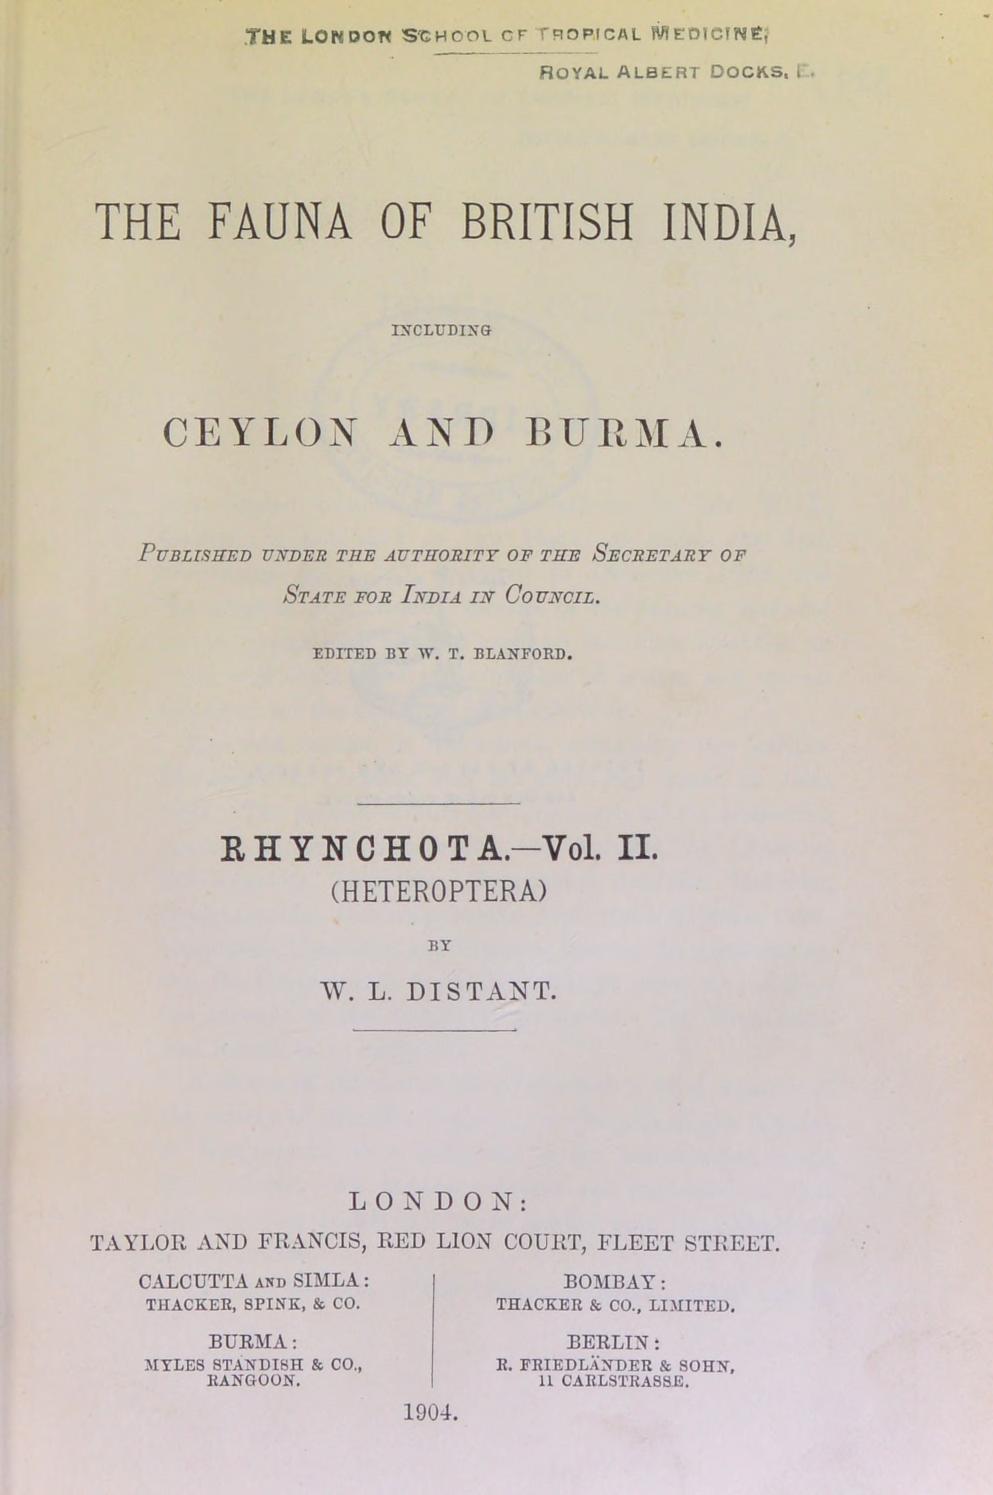 THE LONDON SCHOOL OF TROPICAL MEDICINE,
ROYAL ALBERT DOCKS, E.
THE FAUNA OF BRITISH INDIA,
INCLUDING
CEYLON AND BURMA.
PUBLISHED UNDER THE AUTHORITY OF THE SECRETARY OF
STATE FOR INDIA IN COUNCIL.
EDITED BY W. T. BLANFORD.
RHYNCHOTA.—Vol. II.
(HETEROPTERA)
BY
W. L. DISTANT.
LONDON:
TAYLOR AND FRANCIS, RED LION COURT, FLEET STREET.
CALCUTTA AND SIMLA:
THACKER, SPINK, & CO.
BURMA:
MYLES STANDISH & CO.,
RANGOON.
BOMBAY:
THACKER & CO., LIMITED.
BERLIN:
R. FRIEDLÄNDER & SOHN,
11 CARLSTRASSE.
1904.